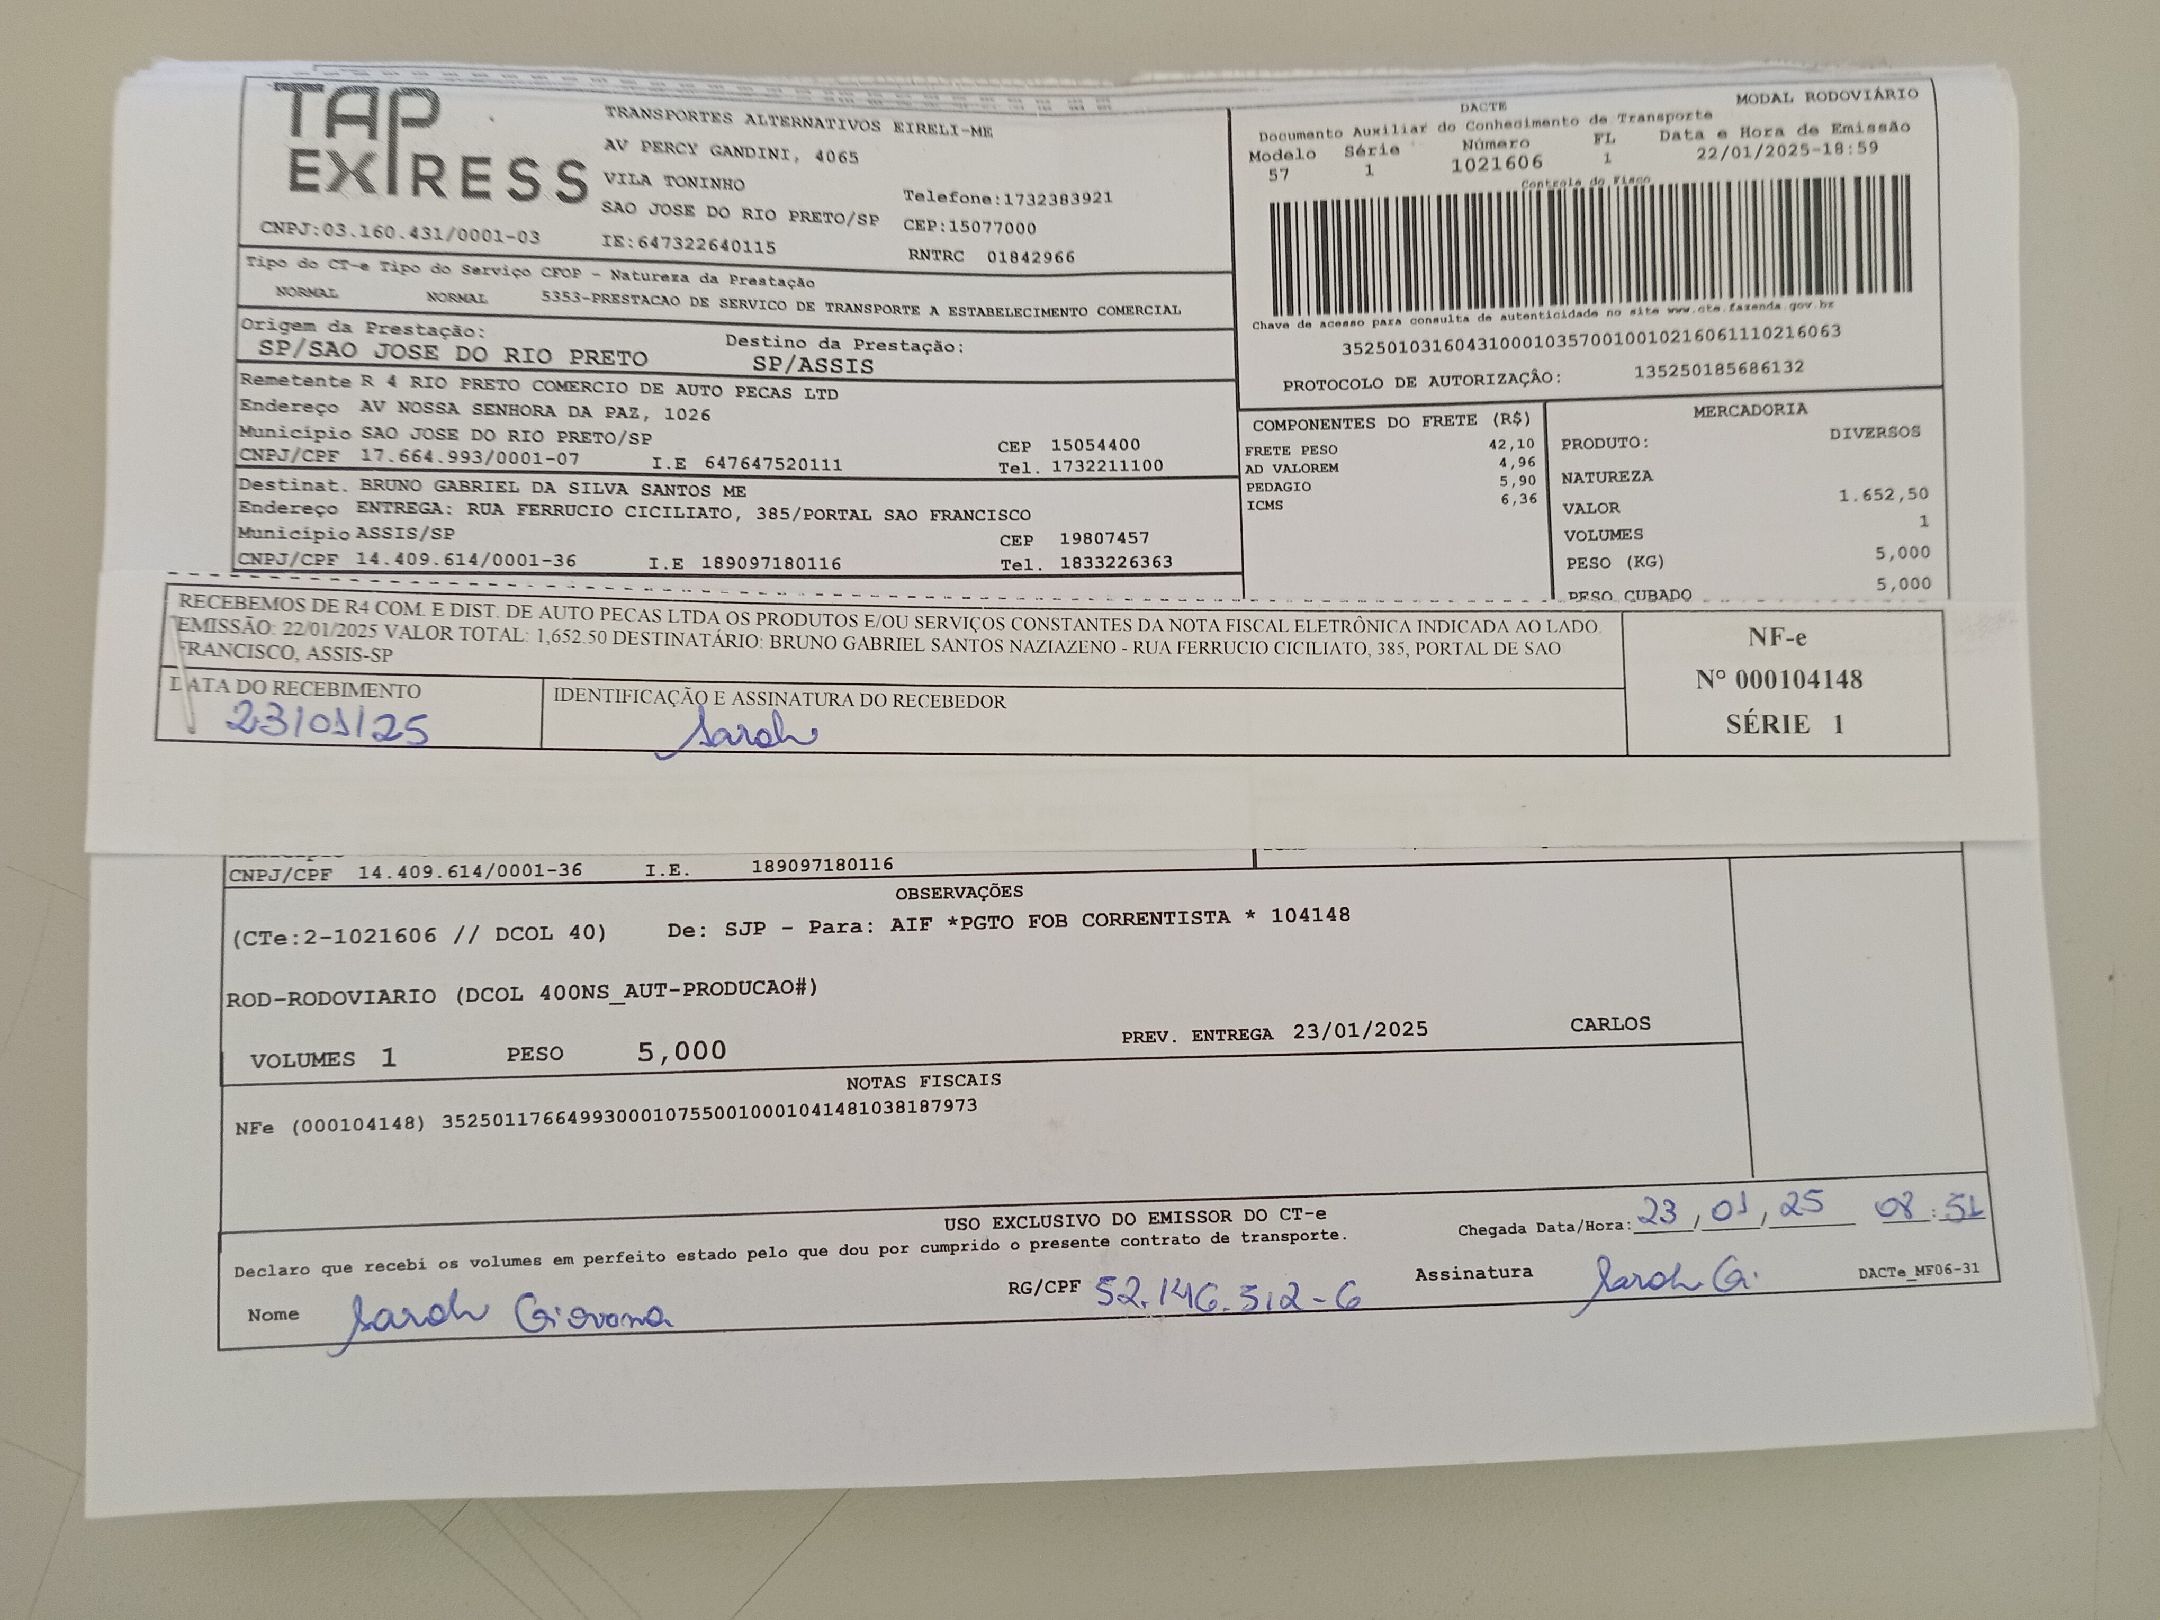 TAP EXPRESS
TRANSPORTES ALTERNATIVOS EIRELI-ME
AV PERCY GANDINI, 4065
VILA TONINHO
Telefone:1732383921
SAO JOSE DO RIO PRETO/SP CEP:15077000
CNPJ:03.160.431/0001-03 IE:647322640115 RNTRC 01842966
Tipo do CT-e Tipo do Serviço CFOP - Natureza da Prestação
NORMAL NORMAL 5353-PRESTACAO DE SERVICO DE TRANSPORTE A ESTABELECIMENTO COMERCIAL
Origem da Prestação: Destino da Prestação:
SP/SAO JOSE DO RIO PRETO SP/ASSIS
Remetente R 4 RIO PRETO COMERCIO DE AUTO PECAS LTD
Endereço AV NOSSA SENHORA DA PAZ, 1026
Município SAO JOSE DO RIO PRETO/SP CEP 15054400
CNPJ/CPF 17.664.993/0001-07 I.E 647647520111 Tel. 1732211100
Destinat. BRUNO GABRIEL DA SILVA SANTOS ME
Endereço ENTREGA: RUA FERRUCIO CICILIATO, 385/PORTAL SAO FRANCISCO
Município ASSIS/SP CEP 19807457
CNPJ/CPF 14.409.614/0001-36 I.E 189097180116 Tel. 1833226363
DACTE MODAL RODOVIÁRIO
Documento Auxiliar do Conhecimento de Transporte
Modelo Série Número FL Data e Hora de Emissão
57 1 1021606 1 22/01/2025-18:59
Controle do Fisco
Chave de acesso para consulta de autenticidade no site www.cte.fazenda.gov.br
35250103160431000103570010010216061110216063
PROTOCOLO DE AUTORIZAÇÃO: 135250185686132
COMPONENTES DO FRETE (R$)
FRETE PESO 42,10
AD VALOREM 4,96
PEDAGIO 5,90
ICMS 6,36
MERCADORIA
PRODUTO: DIVERSOS
NATUREZA
VALOR 1.652,50
VOLUMES 1
PESO (KG) 5,000
PESO CUBADO 5,000
RECEBEMOS DE R4 COM. E DIST. DE AUTO PECAS LTDA OS PRODUTOS E/OU SERVIÇOS CONSTANTES DA NOTA FISCAL ELETRÔNICA INDICADA AO LADO.
EMISSÃO: 22/01/2025 VALOR TOTAL: 1,652.50 DESTINATÁRIO: BRUNO GABRIEL SANTOS NAZIAZENO - RUA FERRUCIO CICILIATO, 385, PORTAL DE SAO
FRANCISCO, ASSIS-SP
DATA DO RECEBIMENTO IDENTIFICAÇÃO E ASSINATURA DO RECEBEDOR
23/01/25 Sarah
NF-e
Nº 000104148
SÉRIE 1
CNPJ/CPF 14.409.614/0001-36 I.E. 189097180116
OBSERVAÇÕES
(CTe:2-1021606 // DCOL 40) De: SJP - Para: AIF *PGTO FOB CORRENTISTA * 104148
ROD-RODOVIARIO (DCOL 400NS_AUT-PRODUCAO#)
VOLUMES 1 PESO 5,000 PREV. ENTREGA 23/01/2025 CARLOS
NOTAS FISCAIS
NFe (000104148) 35250117664993000107550010001041481038187973
USO EXCLUSIVO DO EMISSOR DO CT-e
Chegada Data/Hora: 23/01/25 08:51
Declaro que recebi os volumes em perfeito estado pelo que dou por cumprido o presente contrato de transporte.
Nome Sarah Giovana RG/CPF 52.146.512-6 Assinatura Sarah G. DACTe_MF06-31